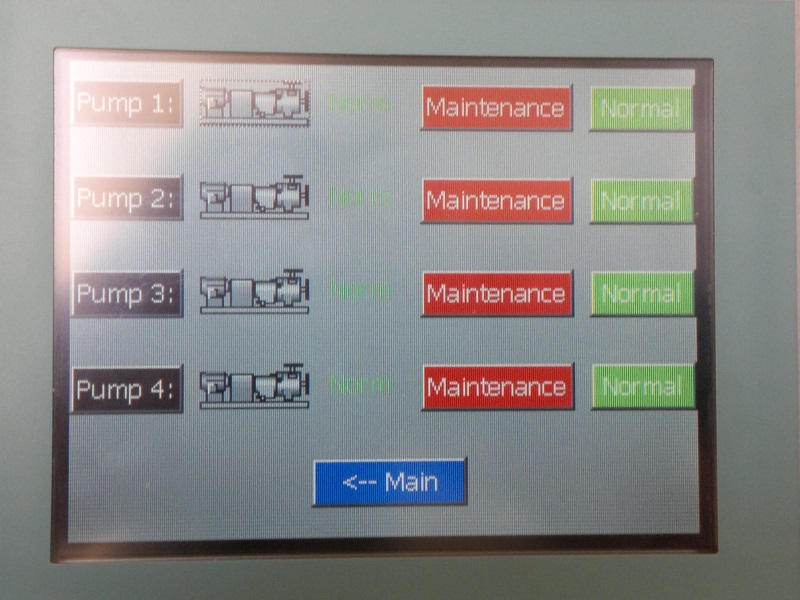 Pump 1: Norm Maintenance Normal
Pump 2: Norm Maintenance Normal
Pump 3: Norm Maintenance Normal
Pump 4: Norm Maintenance Normal
<-- Main